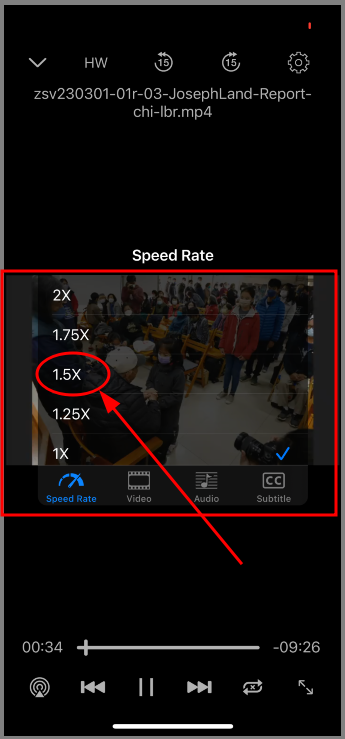 HW
15
15
zsv230301-01r-03-JosephLand-Report-
chi-lbr.mp4
Speed Rate
2X
1.75X
1.5X
1.25X
1X
Speed Rate
Video
Audio
CC
Subtitle
00:34
-09:26